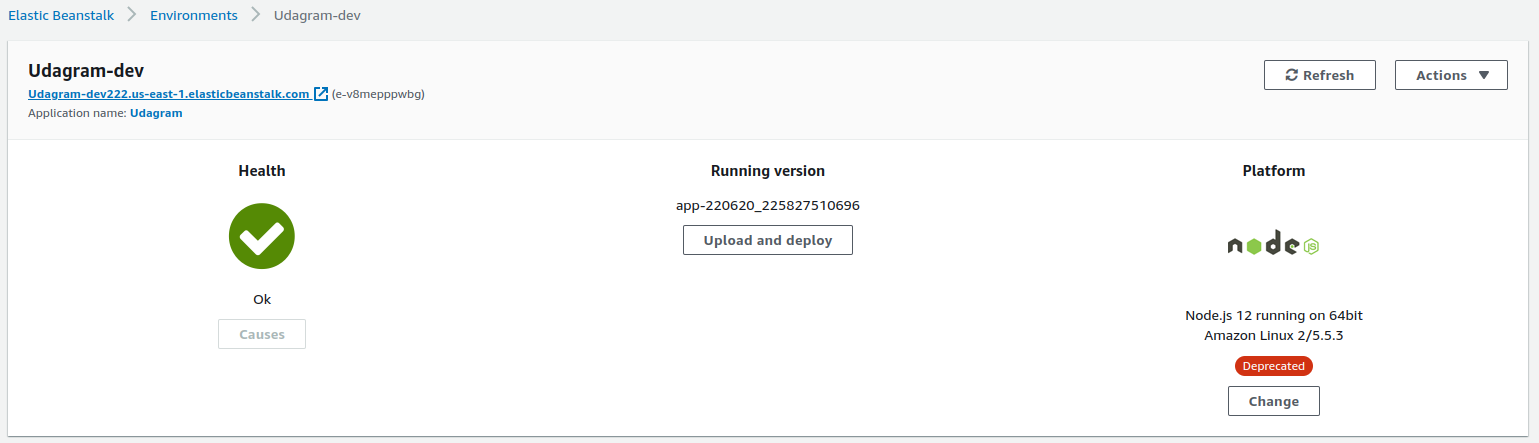 Elastic Beanstalk > Environments > Udagram-dev
Udagram-dev
Refresh
Actions
Udagram-dev222.us-east-1.elasticbeanstalk.com (e-v8mepppwbg)
Application name: Udagram
Health
Running version
Platform
app-220620_225827510696
Upload and deploy
node JS
Ok
Causes
Node.js 12 running on 64bit
Amazon Linux 2/5.5.3
Deprecated
Change